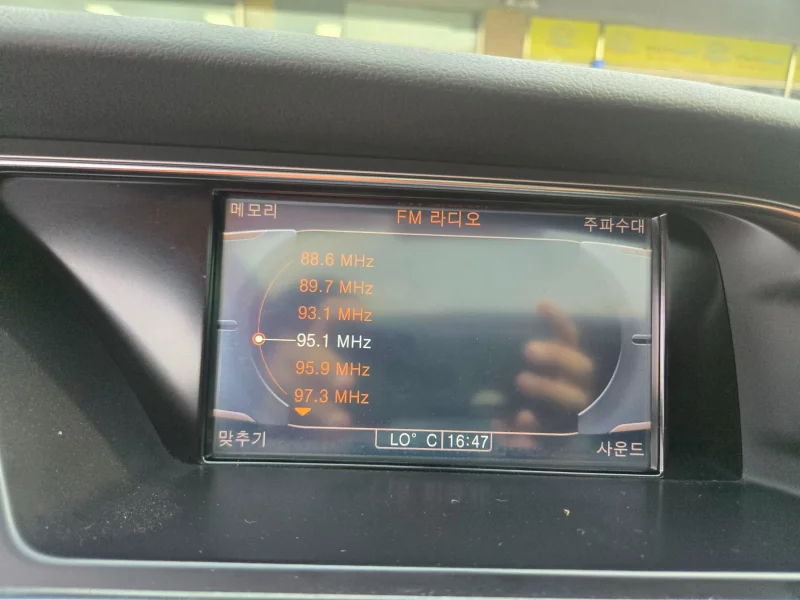 메모리
FM 라디오
주파수대
88.6 MHz
89.7 MHz
93.1 MHz
95.1 MHz
95.9 MHz
97.3 MHz
맞추기
LO° C 16:47
사운드